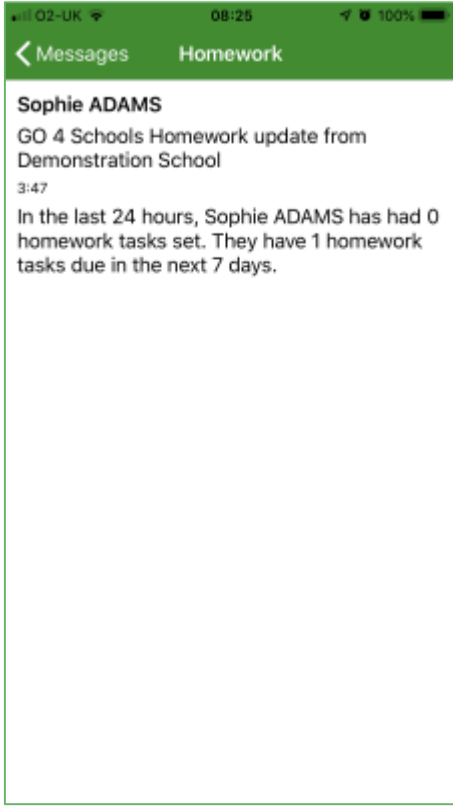 O2-UK 08:25 100%
Messages Homework
Sophie ADAMS
GO 4 Schools Homework update from
Demonstration School
3:47
In the last 24 hours, Sophie ADAMS has had 0
homework tasks set. They have 1 homework
tasks due in the next 7 days.